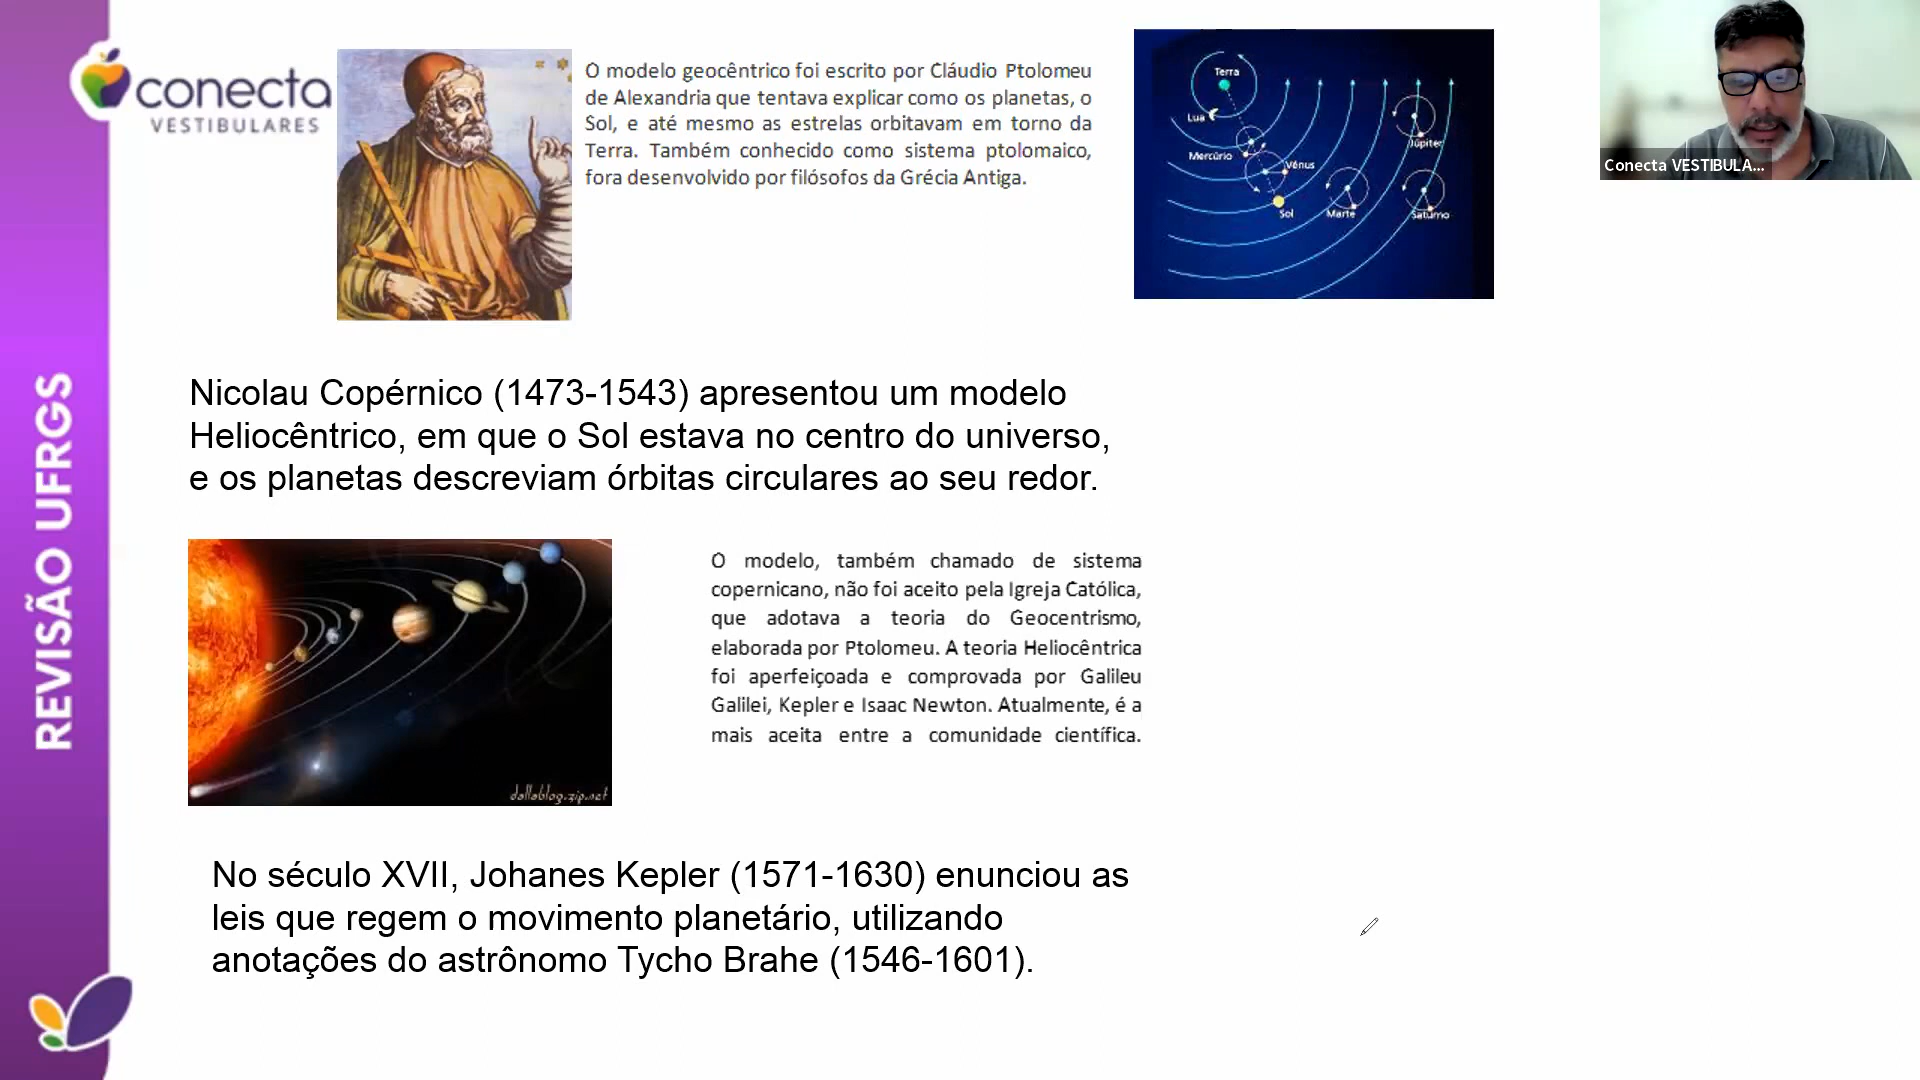 conecta
VESTIBULARES
REVISÃO UFRGS
O modelo geocêntrico foi escrito por Cláudio Ptolomeu
de Alexandria que tentava explicar como os planetas, o
Sol, e até mesmo as estrelas orbitavam em torno da
Terra. Também conhecido como sistema ptolomaico,
fora desenvolvido por filósofos da Grécia Antiga.
Terra
Lua
Mercúrio
Vênus
Sol
Marte
Júpiter
Saturno
Conecta VESTIBULA...
Nicolau Copérnico (1473-1543) apresentou um modelo
Heliocêntrico, em que o Sol estava no centro do universo,
e os planetas descreviam órbitas circulares ao seu redor.
O modelo, também chamado de sistema
copernicano, não foi aceito pela Igreja Católica,
que adotava a teoria do Geocentrismo,
elaborada por Ptolomeu. A teoria Heliocêntrica
foi aperfeiçoada e comprovada por Galileu
Galilei, Kepler e Isaac Newton. Atualmente, é a
mais aceita entre a comunidade científica.
dallablog.zip.net
No século XVII, Johanes Kepler (1571-1630) enunciou as
leis que regem o movimento planetário, utilizando
anotações do astrônomo Tycho Brahe (1546-1601).